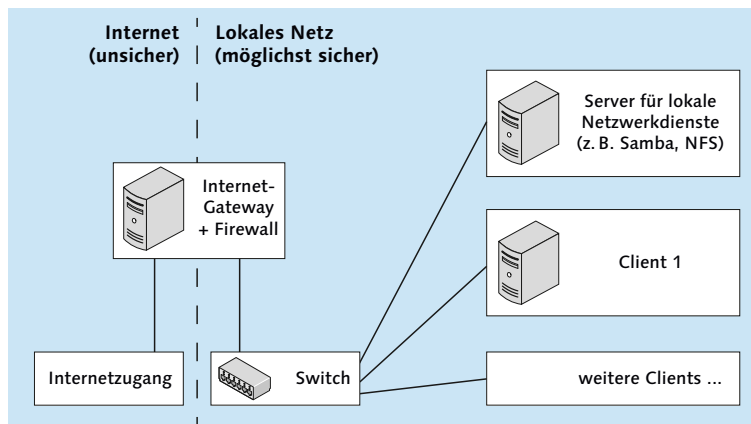 Internet
(unsicher)
Lokales Netz
(möglichst sicher)
Server für lokale
Netzwerkdienste
(z. B. Samba, NFS)
Internet-
Gateway
+ Firewall
Client 1
Internetzugang
Switch
weitere Clients ...